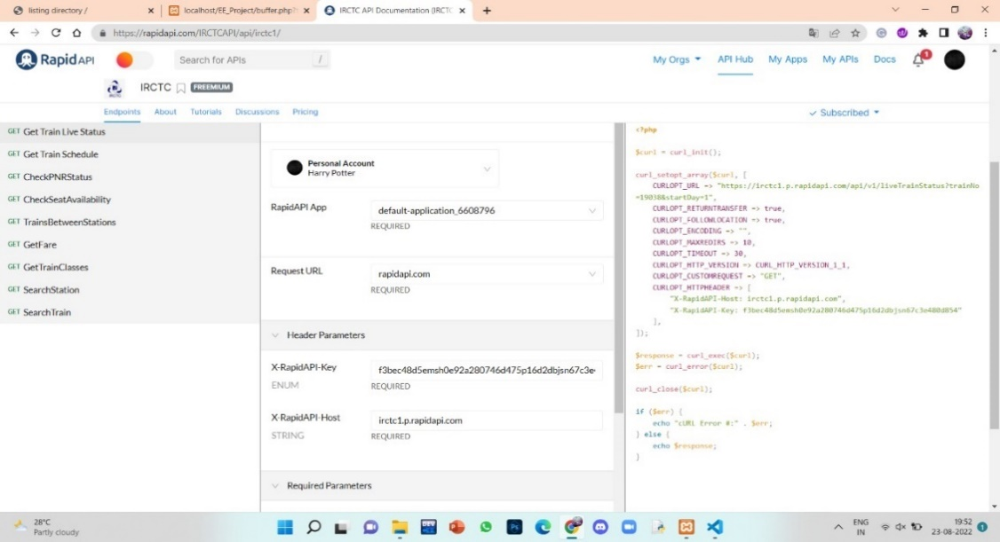 listing directory /
localhost/EE_Project/buffer.php?
IRCTC API Documentation (IRCTC
https://rapidapi.com/IRCTCAPI/api/irctc1/
Rapid API
Search for APIs
/
My Orgs
API Hub
My Apps
My APIs
Docs
1
IRCTC
FREEMIUM
Endpoints
About
Tutorials
Discussions
Pricing
Subscribed
GET Get Train Live Status
GET Get Train Schedule
GET CheckPNRStatus
GET CheckSeatAvailability
GET TrainsBetweenStations
GET GetFare
GET GetTrainClasses
GET SearchStation
GET SearchTrain
Personal Account
Harry Potter
RapidAPI App
default-application_6608796
REQUIRED
Request URL
rapidapi.com
REQUIRED
Header Parameters
X-RapidAPI-Key
f3bec48d5emsh0e92a280746d475p16d2dbjsn67c3e
ENUM
REQUIRED
X-RapidAPI-Host
irctc1.p.rapidapi.com
STRING
REQUIRED
Required Parameters
<?php
$curl = curl_init();
curl_setopt_array($curl, [
CURLOPT_URL => "https://irctc1.p.rapidapi.com/api/v1/liveTrainStatus?trainNo
=19038&startDay=1",
CURLOPT_RETURNTRANSFER => true,
CURLOPT_FOLLOWLOCATION => true,
CURLOPT_ENCODING => "",
CURLOPT_MAXREDIRS => 10,
CURLOPT_TIMEOUT => 30,
CURLOPT_HTTP_VERSION => CURL_HTTP_VERSION_1_1,
CURLOPT_CUSTOMREQUEST => "GET",
CURLOPT_HTTPHEADER => [
"X-RapidAPI-Host: irctc1.p.rapidapi.com",
"X-RapidAPI-Key: f3bec48d5emsh0e92a280746d475p16d2dbjsn67c3e480d854"
],
]);
$response = curl_exec($curl);
$err = curl_error($curl);
curl_close($curl);
if ($err) {
echo "cURL Error #:" . $err;
} else {
echo $response;
}
28°C
Partly cloudy
ENG
IN
19:52
23-08-2022
1